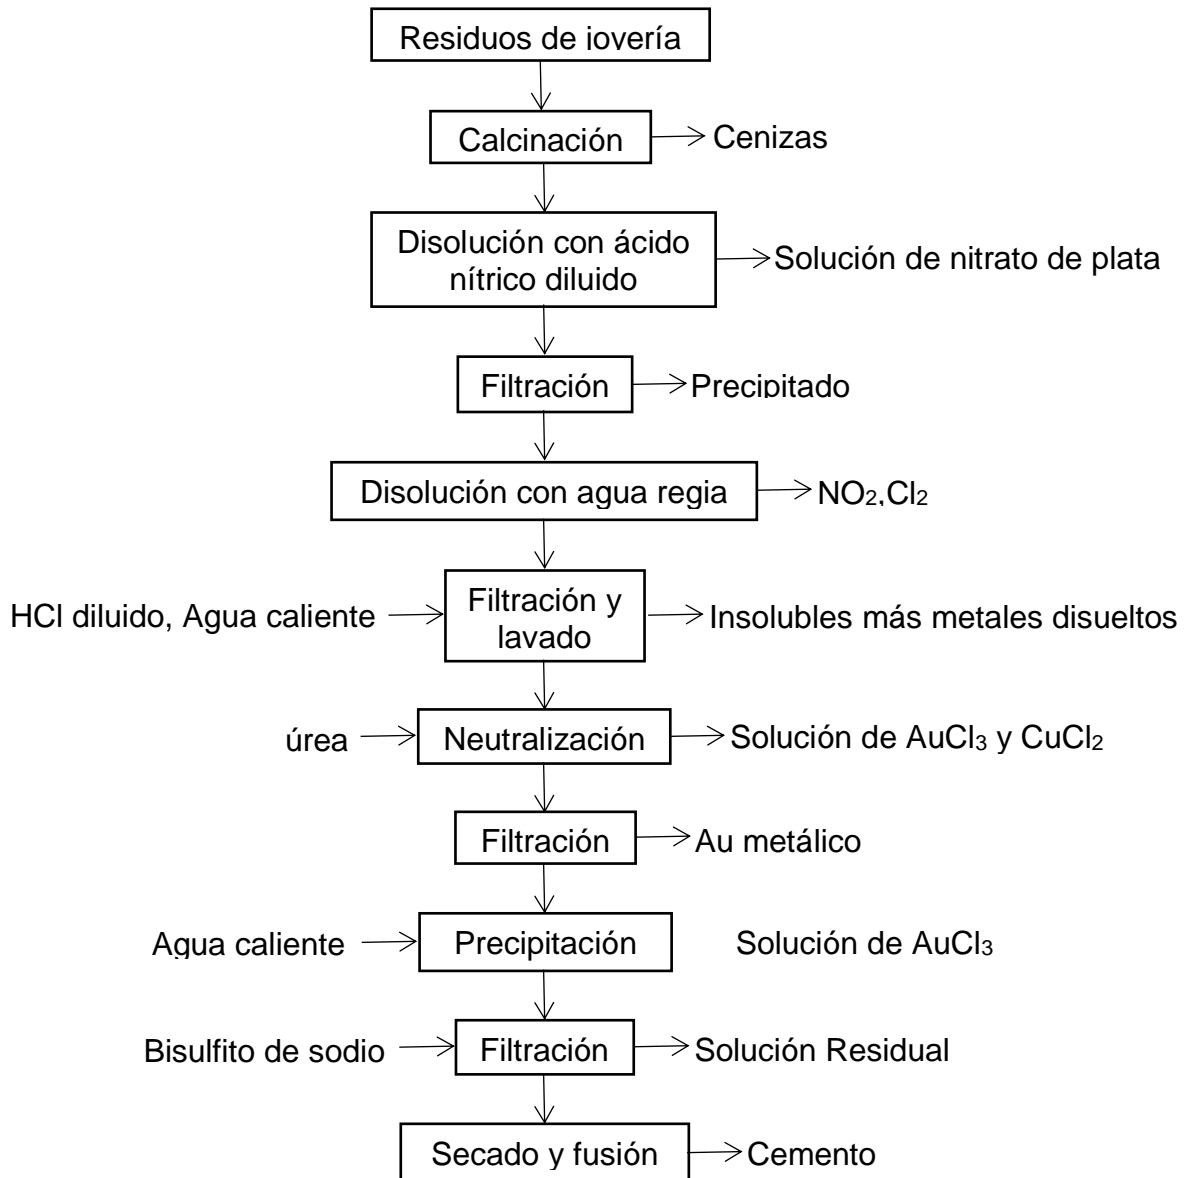 Residuos de joyería
Calcinación
Cenizas
Disolución con ácido
nítrico diluido
Solución de nitrato de plata
Filtración
Precipitado
Disolución con agua regia
NO₂,Cl₂
HCl diluido, Agua caliente
Filtración y
lavado
Insolubles más metales disueltos
úrea
Neutralización
Solución de AuCl₃ y CuCl₂
Filtración
Au metálico
Agua caliente
Precipitación
Solución de AuCl₃
Bisulfito de sodio
Filtración
Solución Residual
Secado y fusión
Cemento